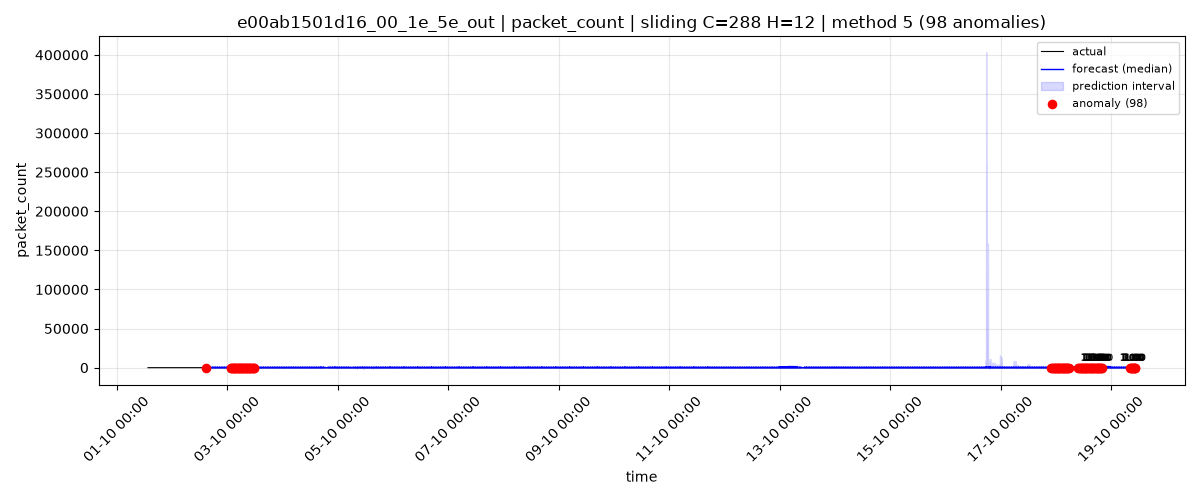 e00ab1501d16_00_1e_5e_out | packet_count | sliding C=288 H=12 | method 5 (98 anomalies)
actual
forecast (median)
prediction interval
anomaly (98)
packet_count
400000
350000
300000
250000
200000
150000
100000
50000
0
01-10 00:00
03-10 00:00
05-10 00:00
07-10 00:00
09-10 00:00
11-10 00:00
13-10 00:00
15-10 00:00
17-10 00:00
19-10 00:00
time